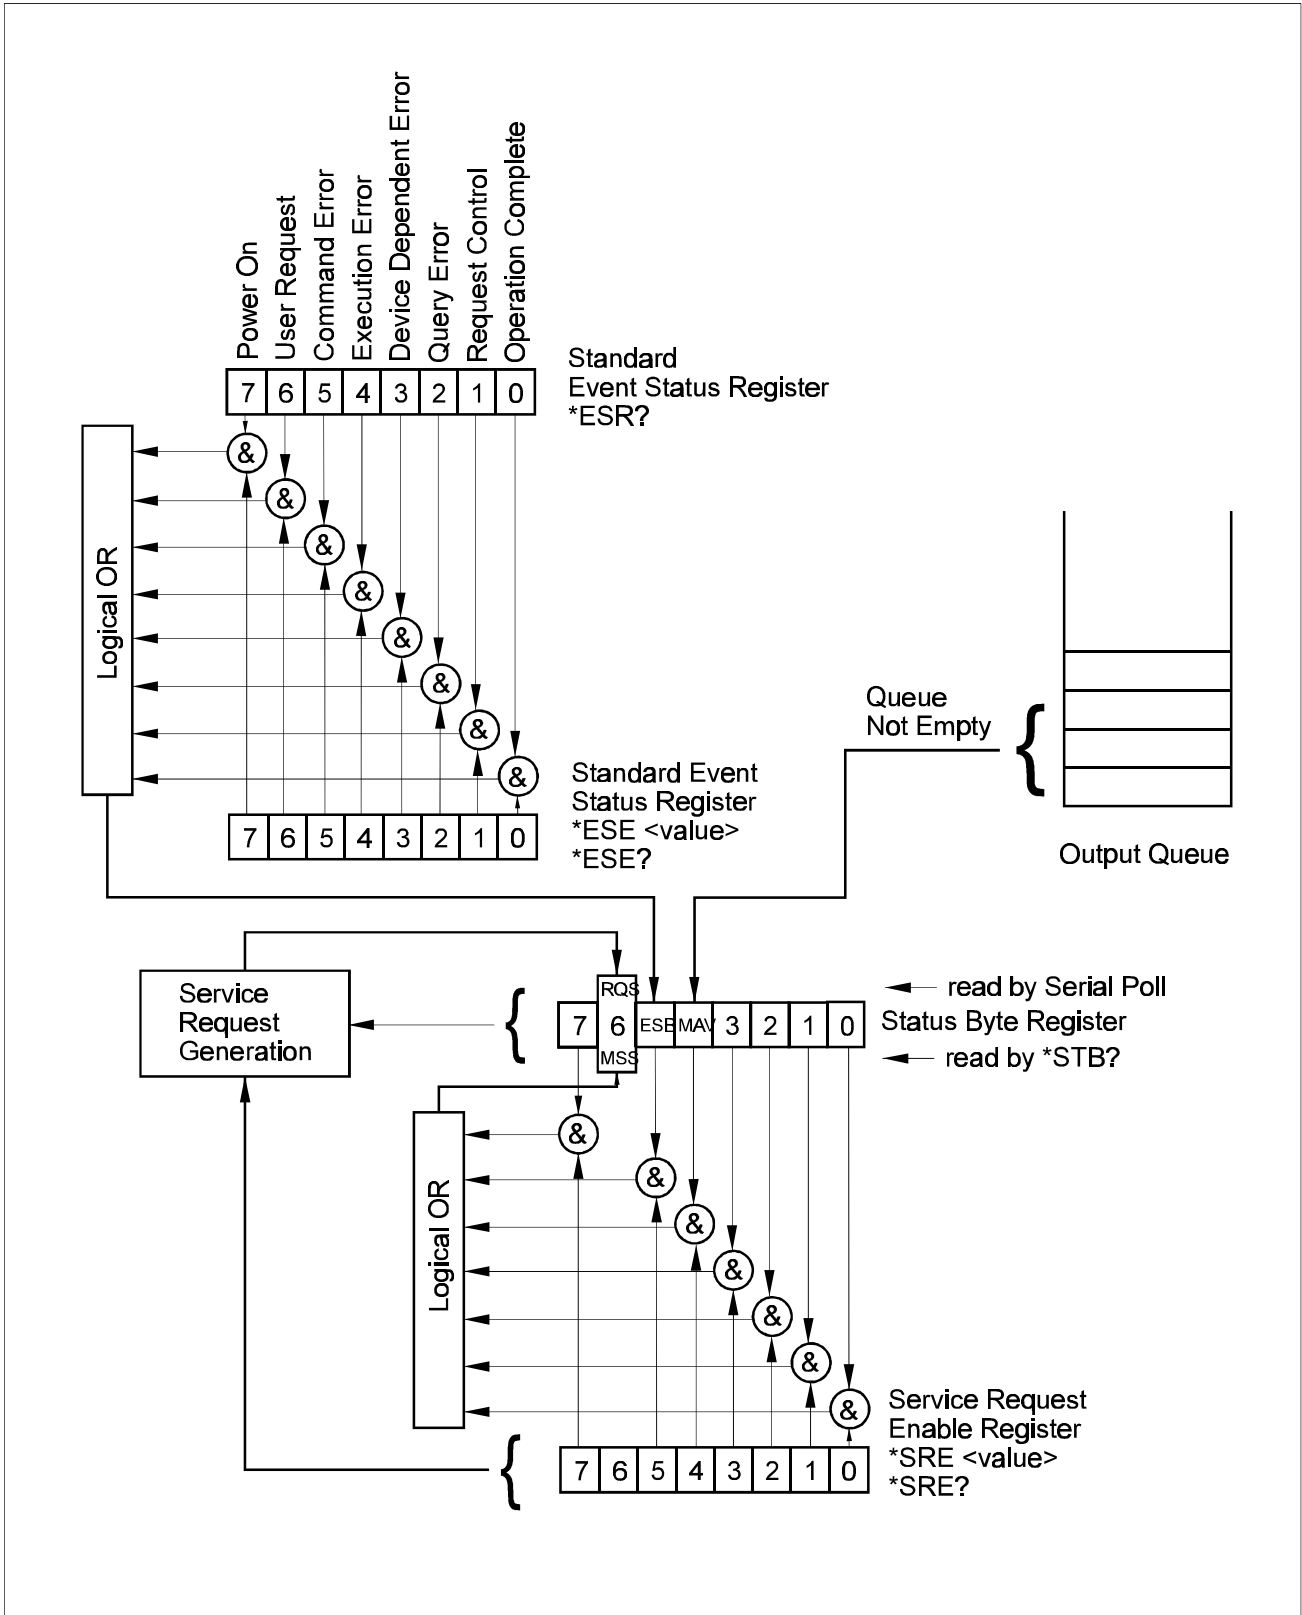 Power On
User Request
Command Error
Execution Error
Device Dependent Error
Query Error
Request Control
Operation Complete
7 6 5 4 3 2 1 0
Standard
Event Status Register
*ESR?
& & & & & & & &
Logical OR
Queue
Not Empty
{
Output Queue
Standard Event
Status Register
*ESE <value>
*ESE?
7 6 5 4 3 2 1 0
Service
Request
Generation
{
RQS
7 6 ESB MAV 3 2 1 0
MSS
read by Serial Poll
Status Byte Register
read by *STB?
& & & & & & &
Logical OR
Service Request
Enable Register
*SRE <value>
*SRE?
{
7 6 5 4 3 2 1 0